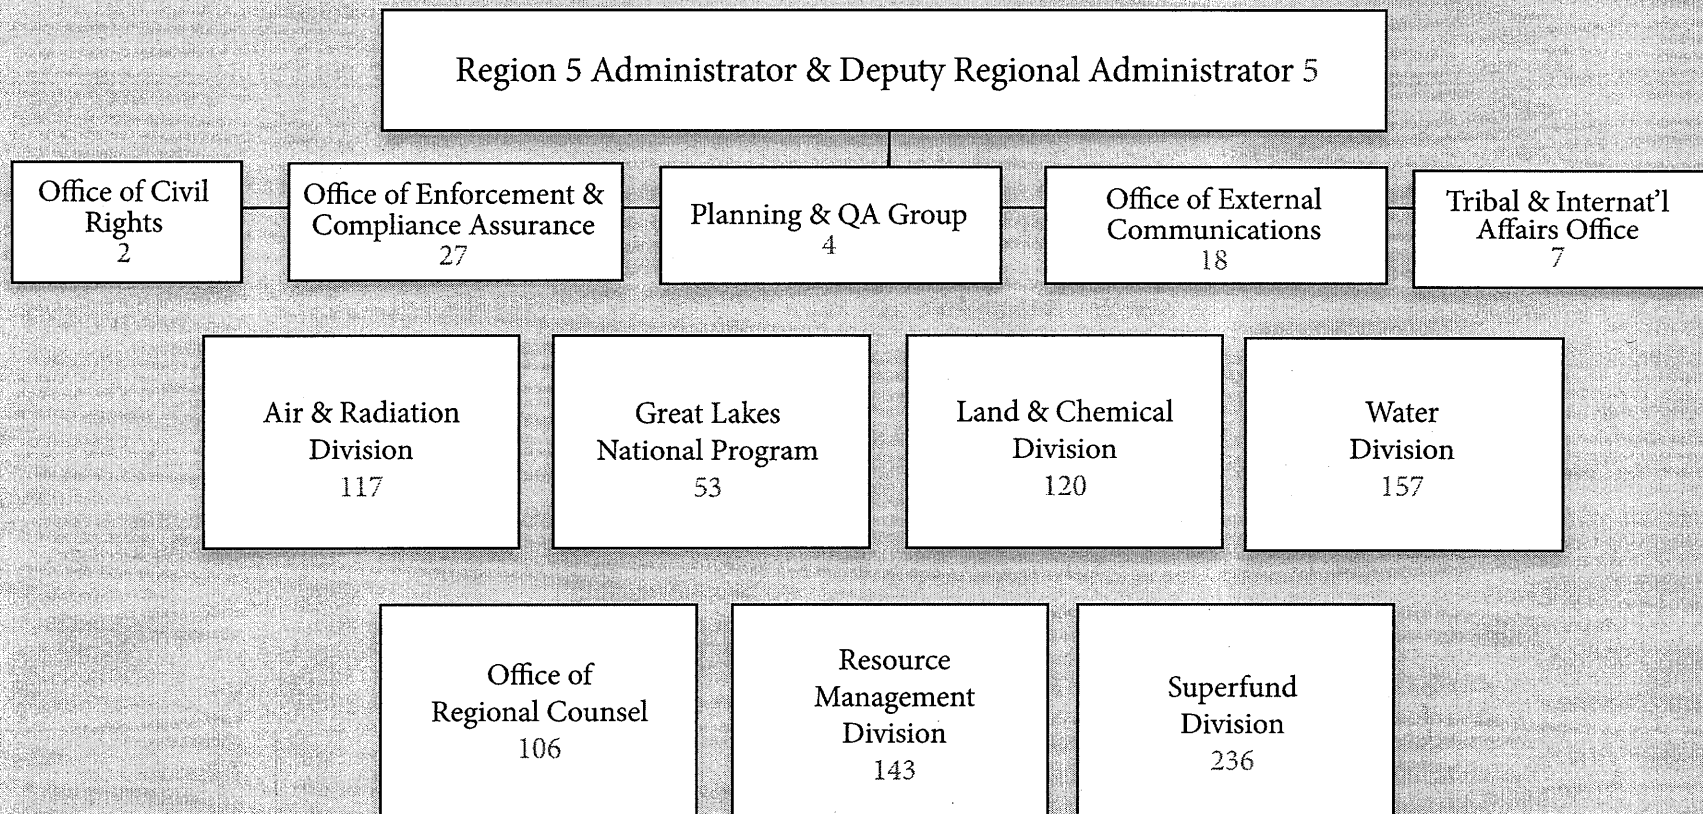 Region 5 Administrator & Deputy Regional Administrator 5
Office of Civil
Rights
2
Office of Enforcement &
Compliance Assurance
27
Planning & QA Group
4
Office of External
Communications
18
Tribal & Internat'l
Affairs Office
7
Air & Radiation
Division
117
Great Lakes
National Program
53
Land & Chemical
Division
120
Water
Division
157
Office of
Regional Counsel
106
Resource
Management
Division
143
Superfund
Division
236